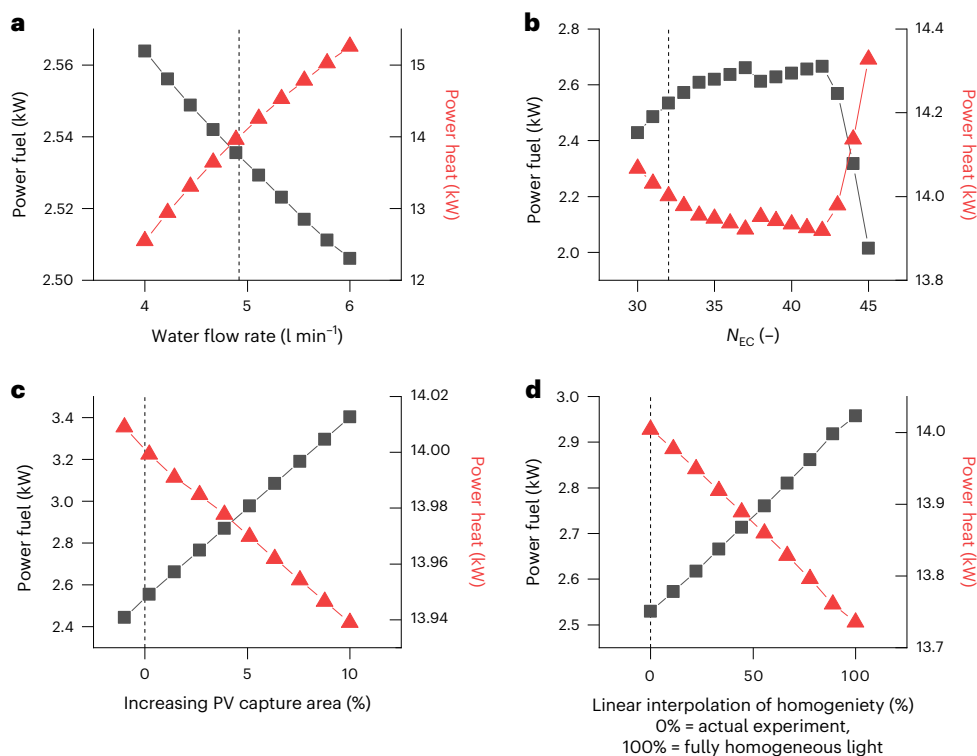 a
Power fuel (kW)
2.56
2.54
2.52
2.50
15
14
13
12
Power heat (kW)
4
5
6
Water flow rate (l min⁻¹)
b
Power fuel (kW)
2.8
2.6
2.4
2.2
2.0
14.4
14.2
14.0
13.8
Power heat (kW)
30
35
40
45
N_EC (–)
c
Power fuel (kW)
3.4
3.2
3.0
2.8
2.6
2.4
14.02
14.00
13.98
13.96
13.94
Power heat (kW)
0
5
10
Increasing PV capture area (%)
d
Power fuel (kW)
3.0
2.9
2.8
2.7
2.6
2.5
14.0
13.9
13.8
13.7
Power heat (kW)
0
50
100
Linear interpolation of homogeniety (%)
0% = actual experiment,
100% = fully homogeneous light